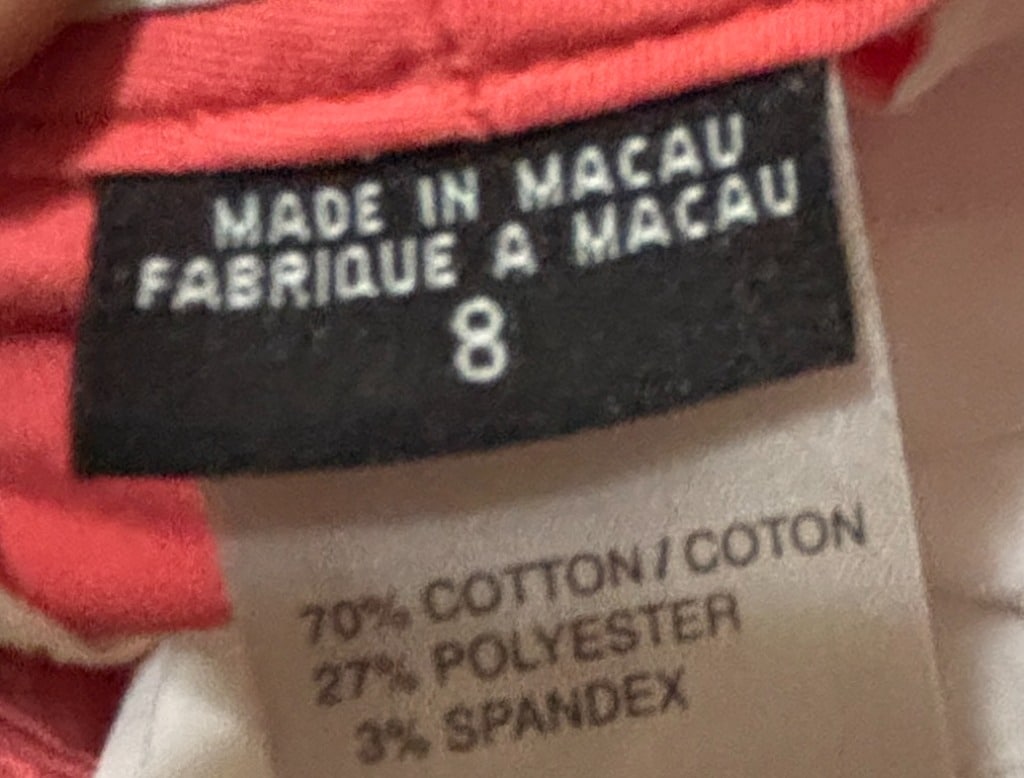 MADE IN MACAU
FABRIQUE A MACAU
8
70% COTTON / COTON
27% POLYESTER
3% SPANDEX